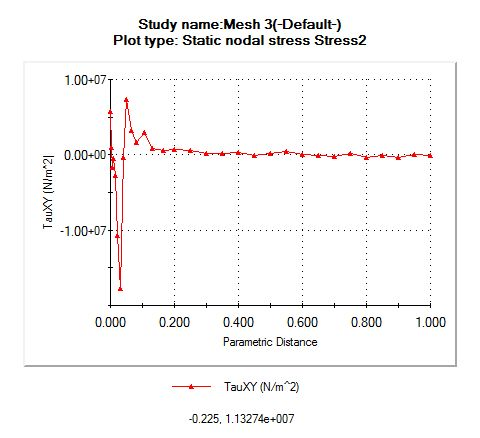 Study name:Mesh 3(-Default-)
Plot type: Static nodal stress Stress2
1.00+07
0.00+00
-1.00+07
TauXY (N/m^2)
0.000 0.200 0.400 0.600 0.800 1.000
Parametric Distance
TauXY (N/m^2)
-0.225, 1.13274e+007